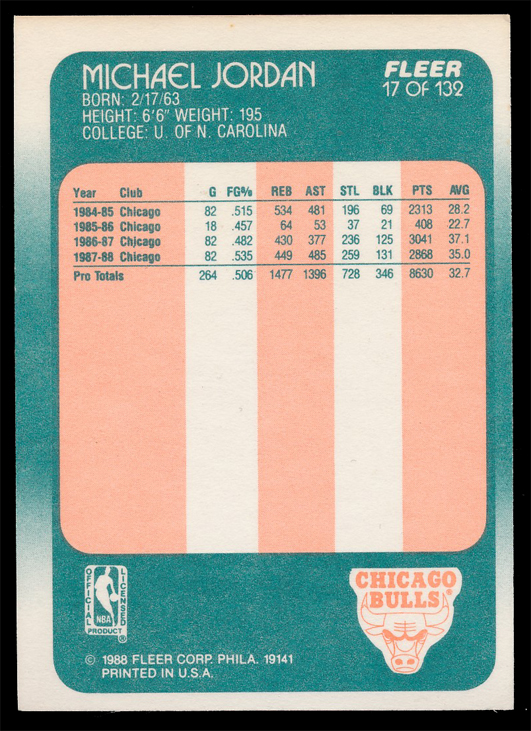 MICHAEL JORDAN
BORN: 2/17/63
HEIGHT: 6'6" WEIGHT: 195
COLLEGE: U. OF N. CAROLINA
FLEER
17 OF 132
Year Club G FG% REB AST STL BLK PTS AVG
1984-85 Chicago 82 .515 534 481 196 69 2313 28.2
1985-86 Chicago 18 .457 64 53 37 21 408 22.7
1986-87 Chicago 82 .482 430 377 236 125 3041 37.1
1987-88 Chicago 82 .535 449 485 259 131 2868 35.0
Pro Totals 264 .506 1477 1396 728 346 8630 32.7
OFFICIAL
LICENSED
NBA
PRODUCT ®
CHICAGO
BULLS ®
© 1988 FLEER CORP. PHILA. 19141
PRINTED IN U.S.A.